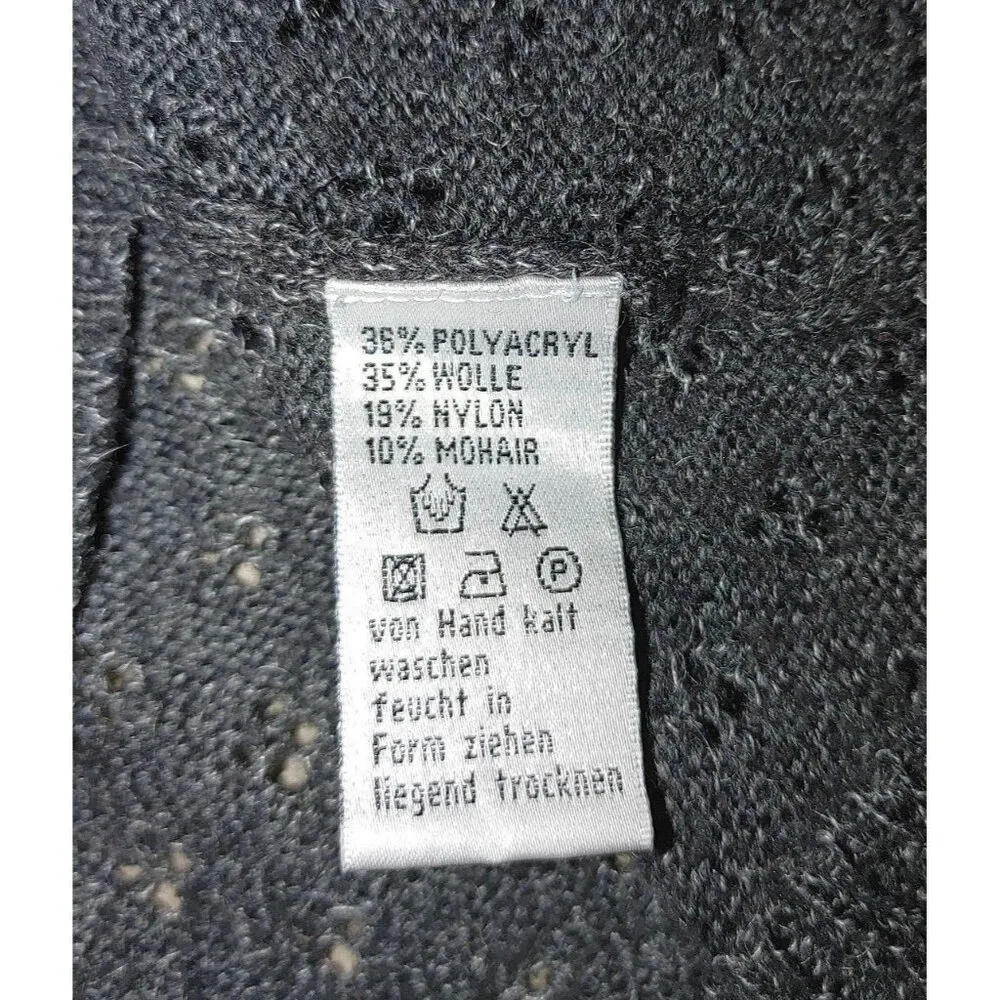 36% POLYACRYL
35% WOLLE
19% NYLON
10% MOHAIR
P
von Hand kalt
waschen
feucht in
Form ziehen
liegend trocknen